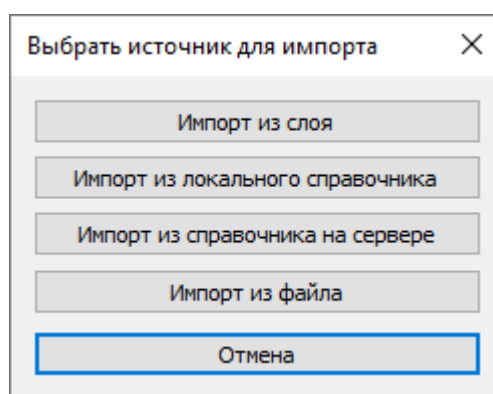 Выбрать источник для импорта
Импорт из слоя
Импорт из локального справочника
Импорт из справочника на сервере
Импорт из файла
Отмена